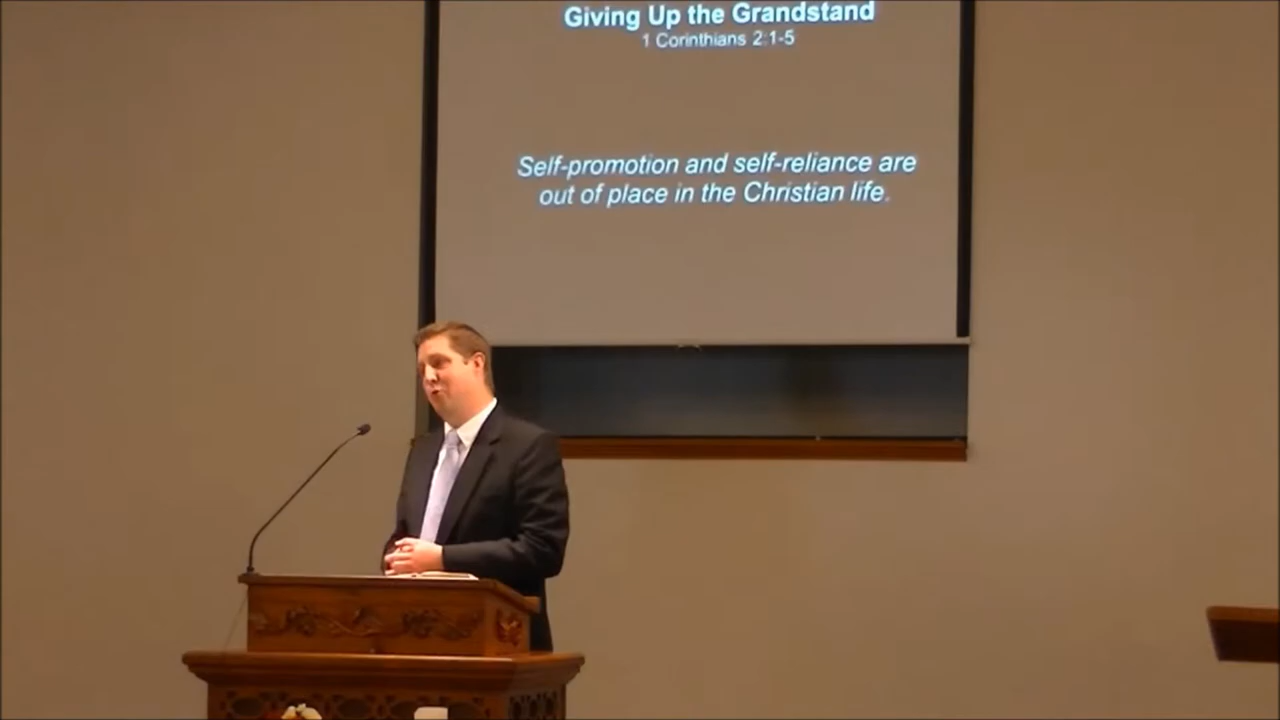 Giving Up the Grandstand
1 Corinthians 2:1-5
Self-promotion and self-reliance are
out of place in the Christian life.